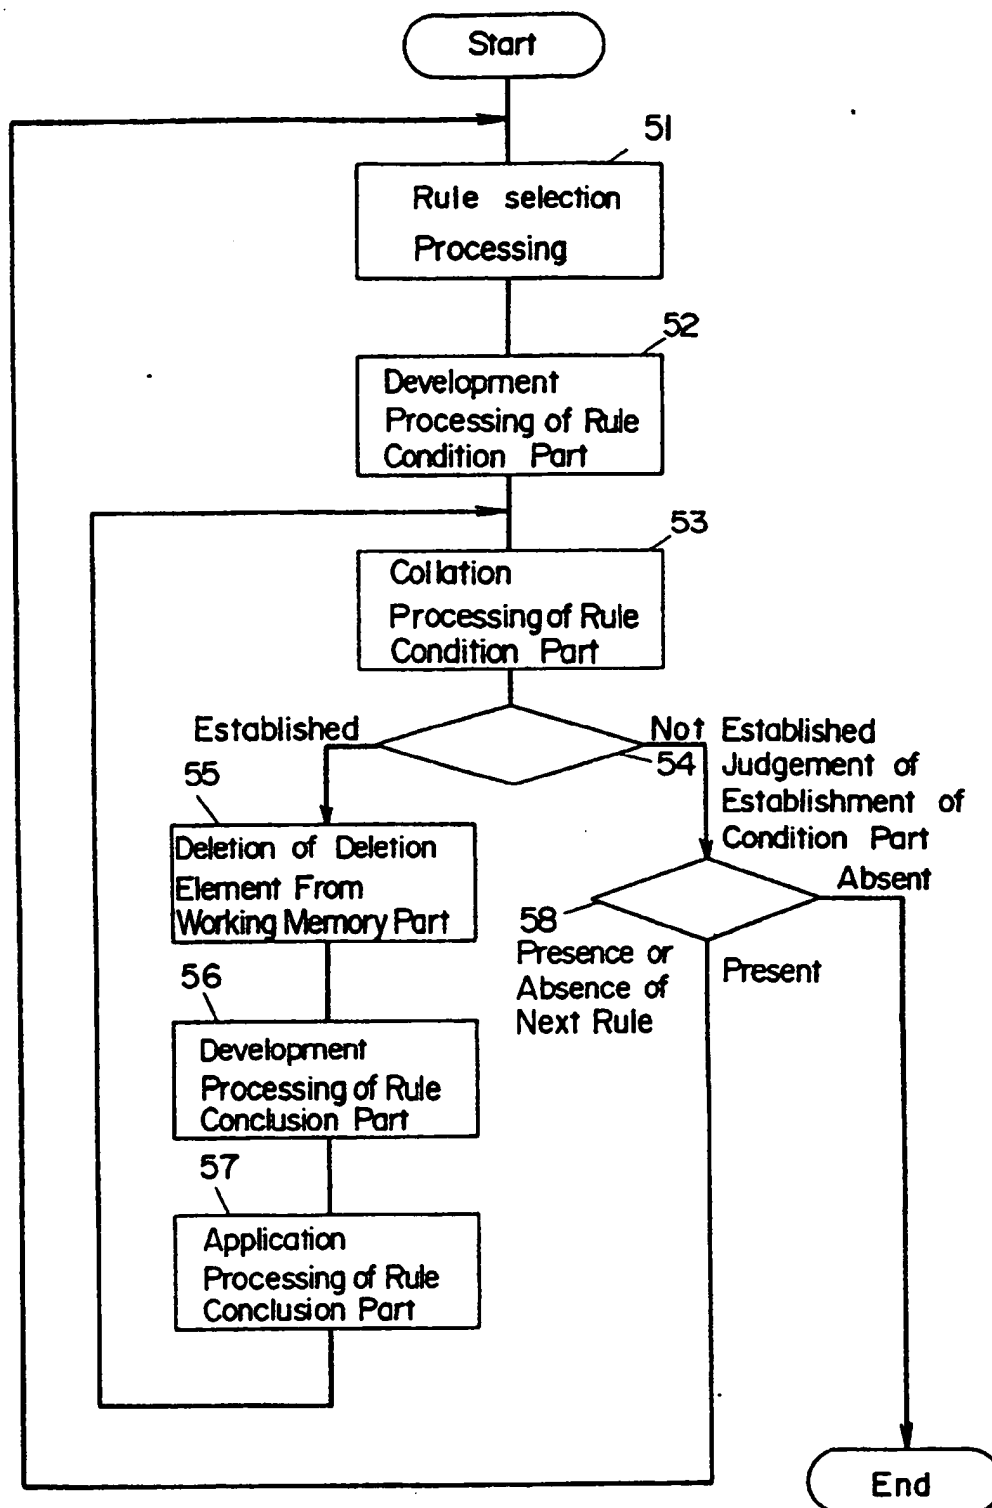 Start
51
Rule selection
Processing
52
Development
Processing of Rule
Condition Part
53
Collation
Processing of Rule
Condition Part
Established
Not Established
54
Judgement of
Establishment of
Condition Part
55
Deletion of Deletion
Element From
Working Memory Part
Absent
58
Presence or
Absence of
Next Rule
Present
56
Development
Processing of Rule
Conclusion Part
57
Application
Processing of Rule
Conclusion Part
End